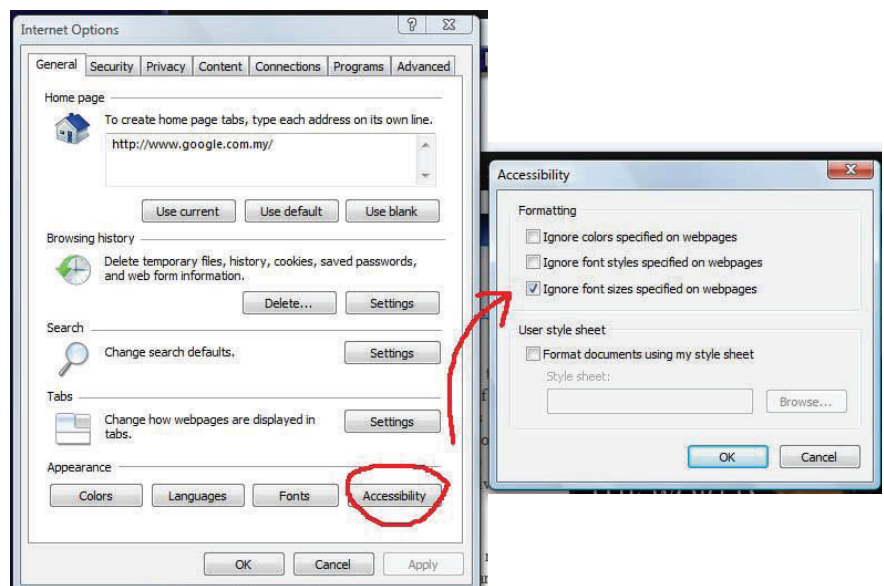 Internet Options
General Security Privacy Content Connections Programs Advanced
Home page
To create home page tabs, type each address on its own line.
http://www.google.com.my/
Use current Use default Use blank
Browsing history
Delete temporary files, history, cookies, saved passwords,
and web form information.
Delete... Settings
Search
Change search defaults.
Settings
Tabs
Change how webpages are displayed in
tabs.
Settings
Appearance
Colors Languages Fonts Accessibility
OK Cancel Apply
Accessibility
Formatting
Ignore colors specified on webpages
Ignore font styles specified on webpages
Ignore font sizes specified on webpages
User style sheet
Format documents using my style sheet
Style sheet:
Browse...
OK Cancel